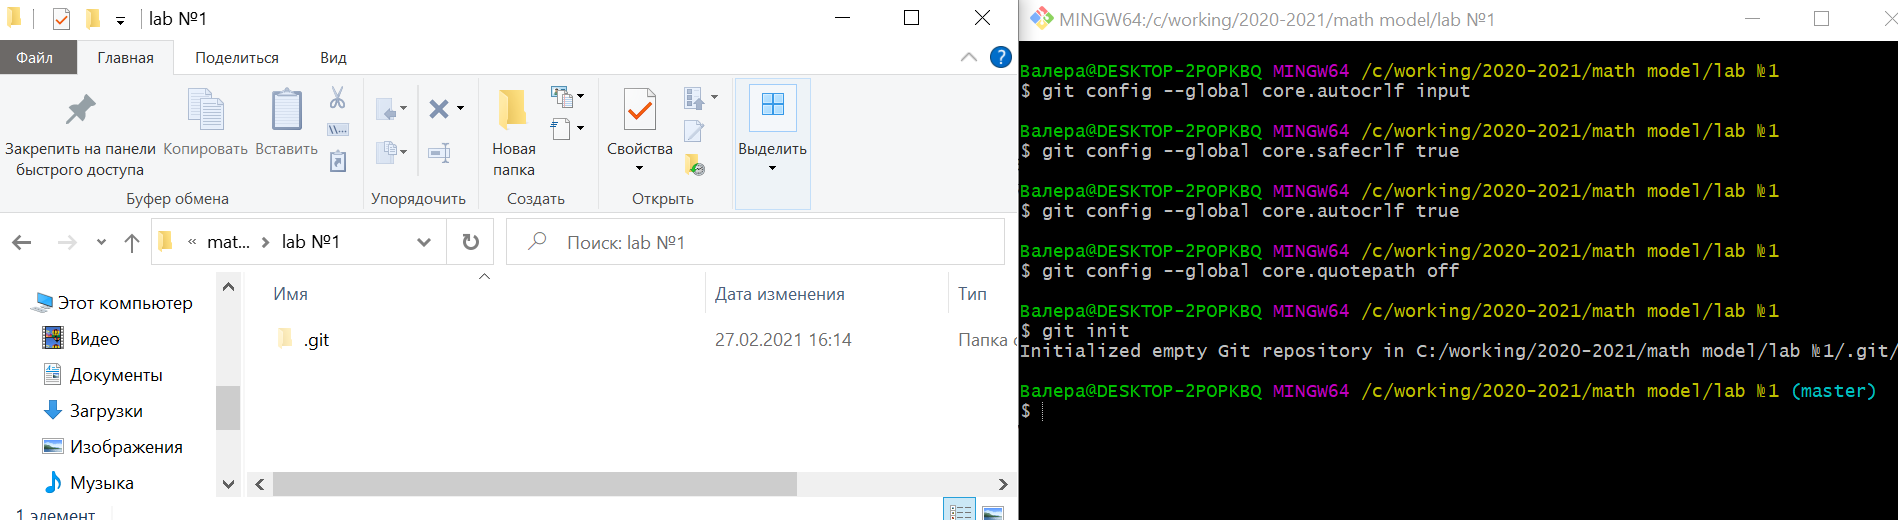 lab №1
Файл Главная Поделиться Вид
Закрепить на панели
быстрого доступа
Копировать
Вставить
Буфер обмена
Упорядочить
Новая
папка
Создать
Свойства
Открыть
Выделить
« mat... > lab №1
Поиск: lab №1
Этот компьютер
Видео
Документы
Загрузки
Изображения
Музыка
Имя Дата изменения Тип
.git 27.02.2021 16:14 Папка с
1 элемент
MINGW64:/c/working/2020-2021/math model/lab №1
Валера@DESKTOP-2POPKBQ MINGW64 /c/working/2020-2021/math model/lab №1
$ git config --global core.autocrlf input
Валера@DESKTOP-2POPKBQ MINGW64 /c/working/2020-2021/math model/lab №1
$ git config --global core.safecrlf true
Валера@DESKTOP-2POPKBQ MINGW64 /c/working/2020-2021/math model/lab №1
$ git config --global core.autocrlf true
Валера@DESKTOP-2POPKBQ MINGW64 /c/working/2020-2021/math model/lab №1
$ git config --global core.quotepath off
Валера@DESKTOP-2POPKBQ MINGW64 /c/working/2020-2021/math model/lab №1
$ git init
Initialized empty Git repository in C:/working/2020-2021/math model/lab №1/.git/
Валера@DESKTOP-2POPKBQ MINGW64 /c/working/2020-2021/math model/lab №1 (master)
$